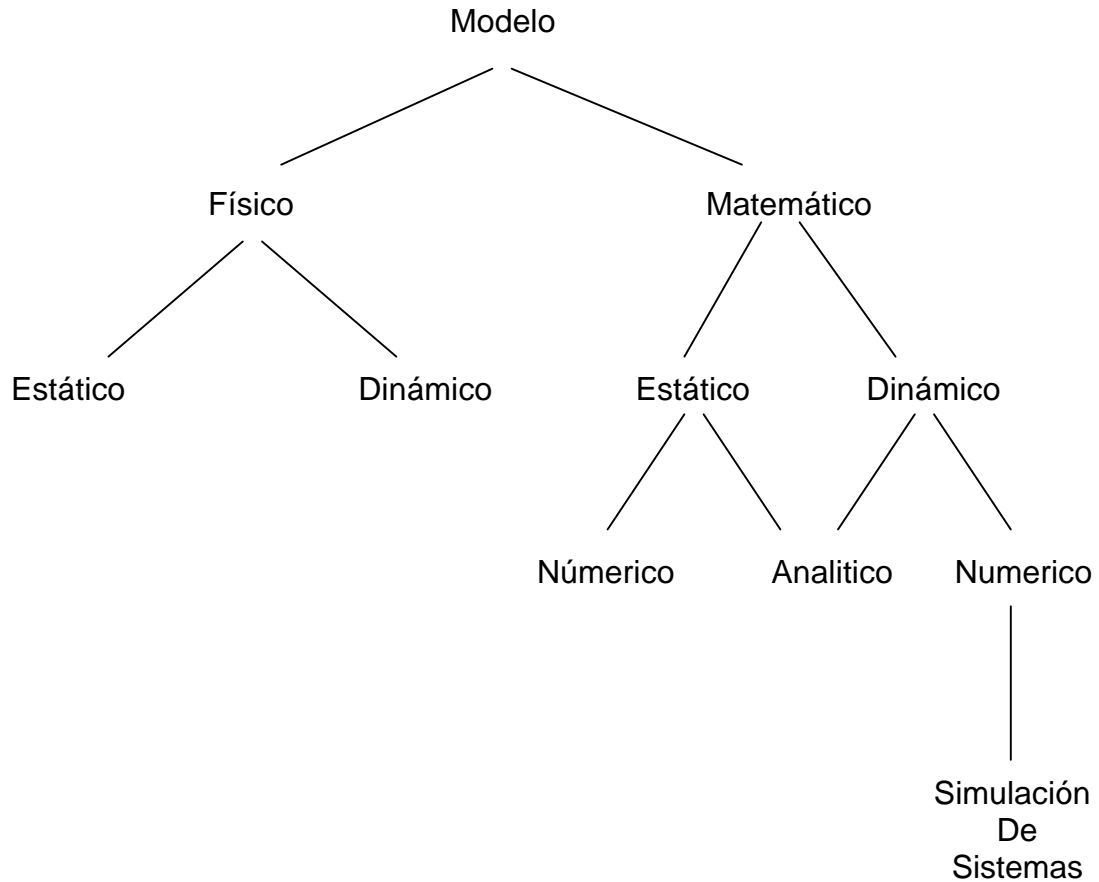 Modelo
Físico
Matemático
Estático
Dinámico
Estático
Dinámico
Númerico
Analitico
Numerico
Simulación
De
Sistemas